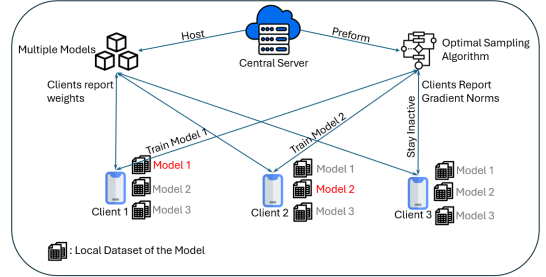 Host
Preform
Multiple Models
Central Server
Optimal Sampling
Algorithm
Clients report
weights
Clients Report
Gradient Norms
Train Model 1
Train Model 2
Stay Inactive
Model 1
Model 2
Model 3
Client 1
Model 1
Model 2
Model 3
Client 2
Model 1
Model 2
Model 3
Client 3
: Local Dataset of the Model